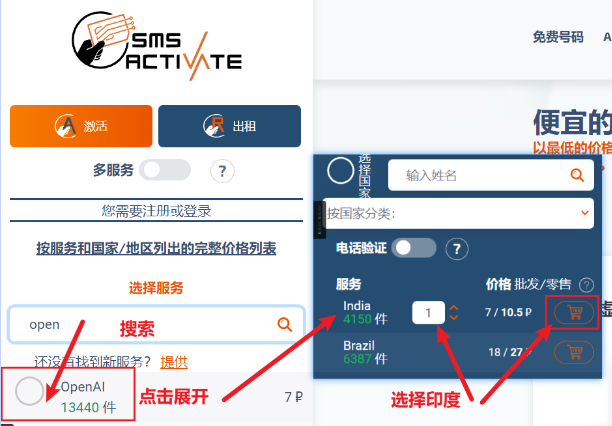 SMS
ACTIVATE
激活
出租
多服务
?
您需要注册或登录
按服务和国家/地区列出的完整价格列表
选择服务
open
搜索
还没有找到新服务? 提供
OpenAI
13440 件
7 ₽
点击展开
免费号码
A
便宜的
以最低的价格
选择国家
输入姓名
按国家分类:
电话验证
?
服务
价格 批发/零售 ?
India
4150 件
1
7 / 10.5 ₽
Brazil
6387 件
18 / 27 ₽
选择印度